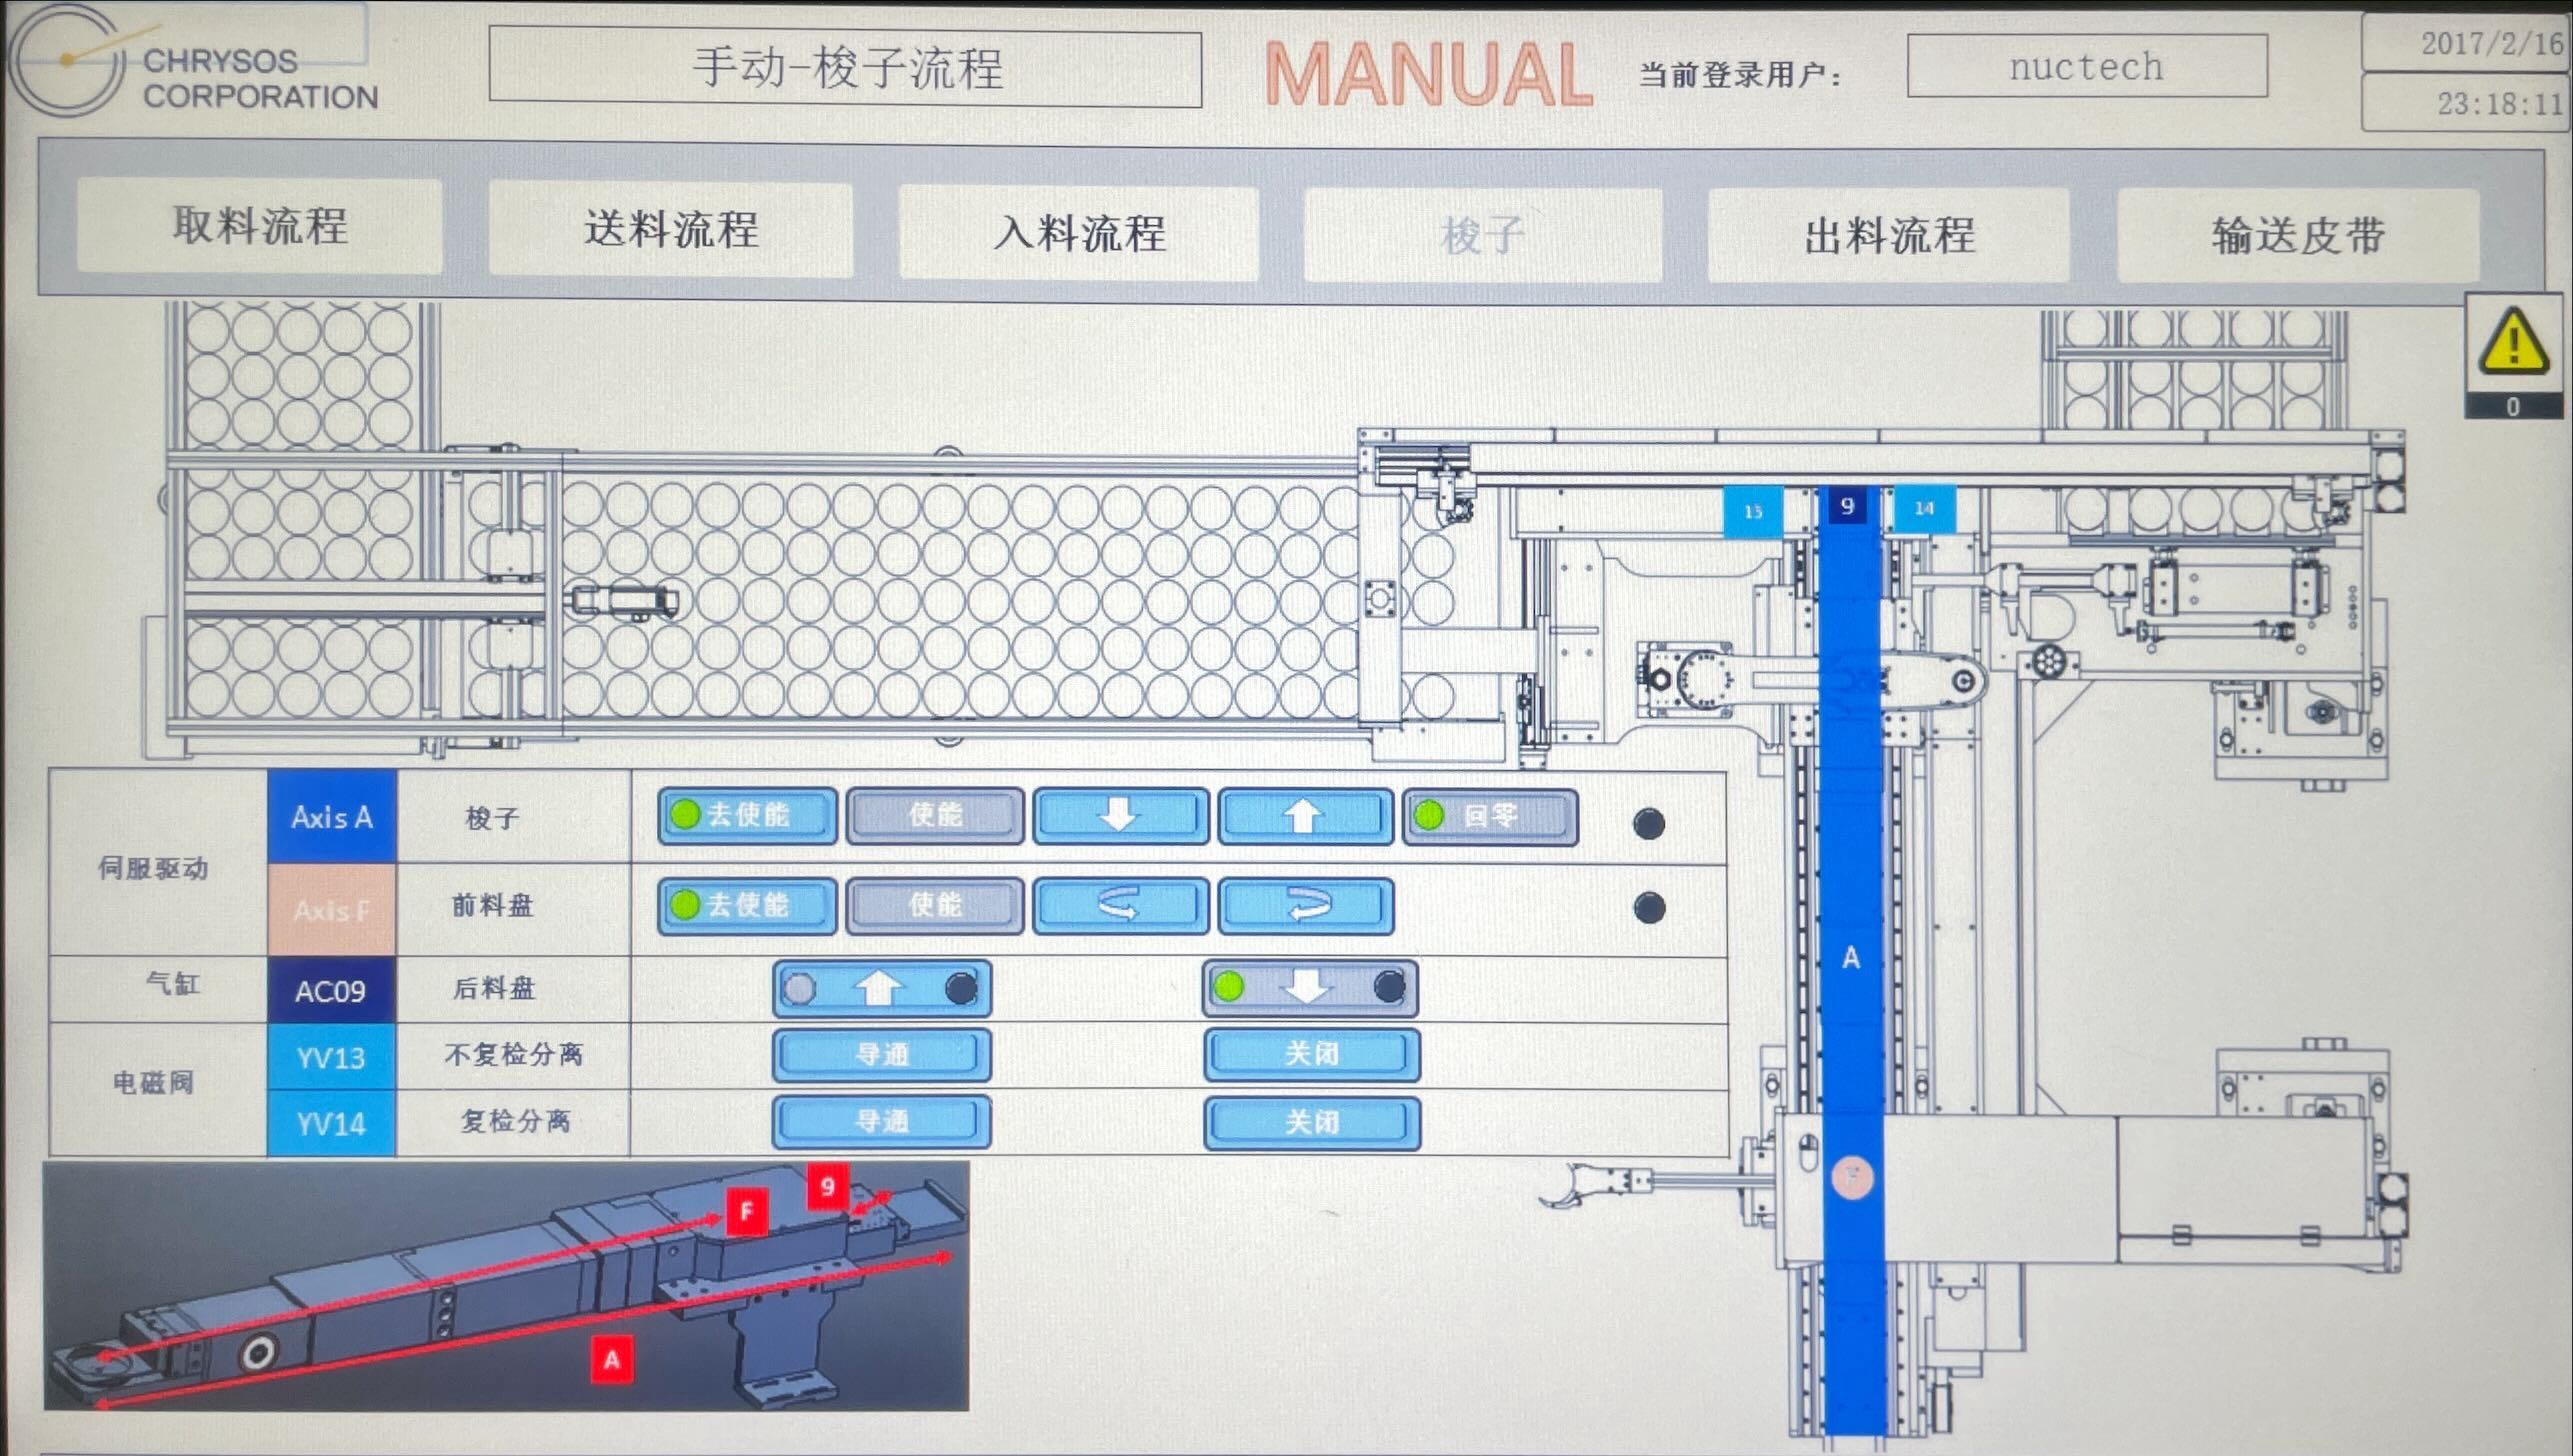 CHRYSOS
CORPORATION
手动-梭子流程
MANUAL
当前登录用户:
nuctech
2017/2/16
23:18:11
取料流程
送料流程
入料流程
梭子
出料流程
输送皮带
0
9
14
伺服驱动
Axis A
梭子
去使能
使能
回零
Axis F
前料盘
去使能
使能
A
气缸
AC09
后料盘
电磁阀
YV13
不复检分离
导通
关闭
YV14
复检分离
导通
关闭
F
9
F
A